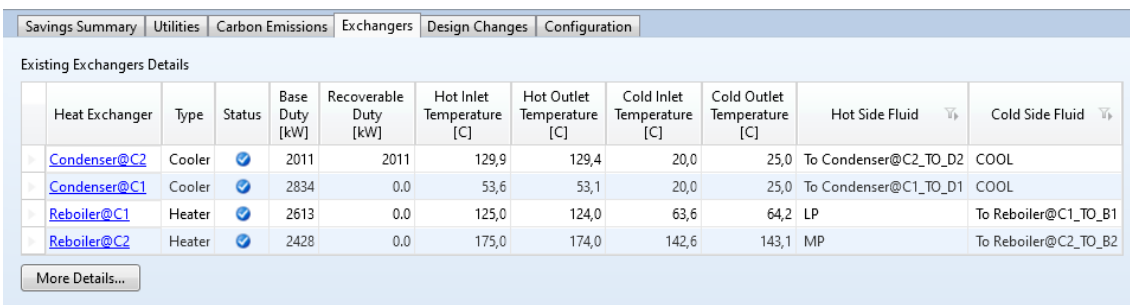 Savings Summary Utilities Carbon Emissions Exchangers Design Changes Configuration
Existing Exchangers Details
Heat Exchanger Type Status Base Duty [kW] Recoverable Duty [kW] Hot Inlet Temperature [C] Hot Outlet Temperature [C] Cold Inlet Temperature [C] Cold Outlet Temperature [C] Hot Side Fluid Cold Side Fluid
Condenser@C2 Cooler 2011 2011 129,9 129,4 20,0 25,0 To Condenser@C2_TO_D2 COOL
Condenser@C1 Cooler 2834 0.0 53,6 53,1 20,0 25,0 To Condenser@C1_TO_D1 COOL
Reboiler@C1 Heater 2613 0.0 125,0 124,0 63,6 64,2 LP To Reboiler@C1_TO_B1
Reboiler@C2 Heater 2428 0.0 175,0 174,0 142,6 143,1 MP To Reboiler@C2_TO_B2
More Details...